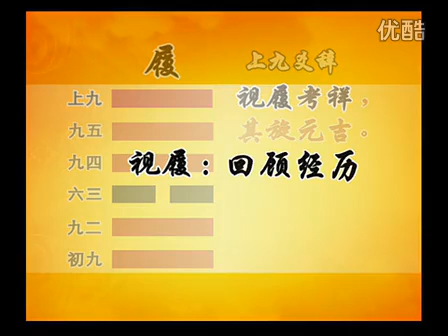 优酷
履 上九爻辞
上九 视履考祥，
九五 其旋元吉。
九四
视履：回顾经历
六三
九二
初九